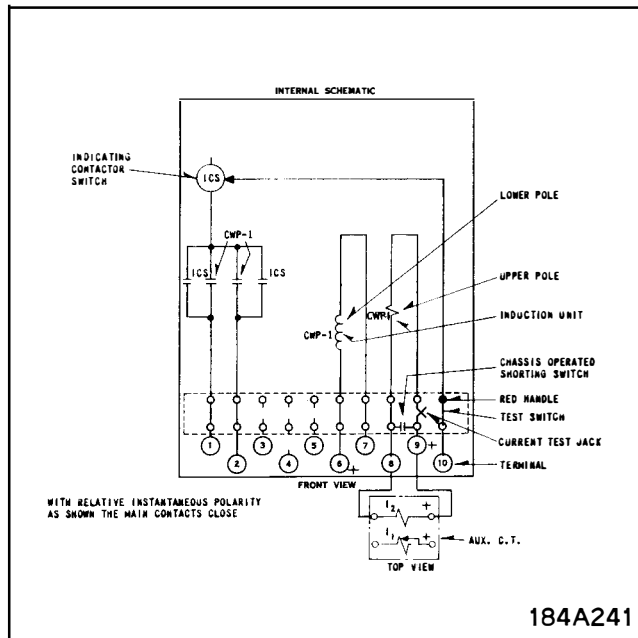 INTERNAL SCHEMATIC
INDICATING
CONTACTOR
SWITCH
ICS
LOWER POLE
CWP-1
ICS
ICS
UPPER POLE
CWP-1
CWP-1
INDUCTION UNIT
CHASSIS OPERATED
SHORTING SWITCH
RED HANDLE
TEST SWITCH
CURRENT TEST JACK
1
3
5
7
9
+
2
4
6
+
8
10
TERMINAL
FRONT VIEW
WITH RELATIVE INSTANTANEOUS POLARITY
AS SHOWN THE MAIN CONTACTS CLOSE
I2
+
I1
+
AUX. C.T.
TOP VIEW
184A241